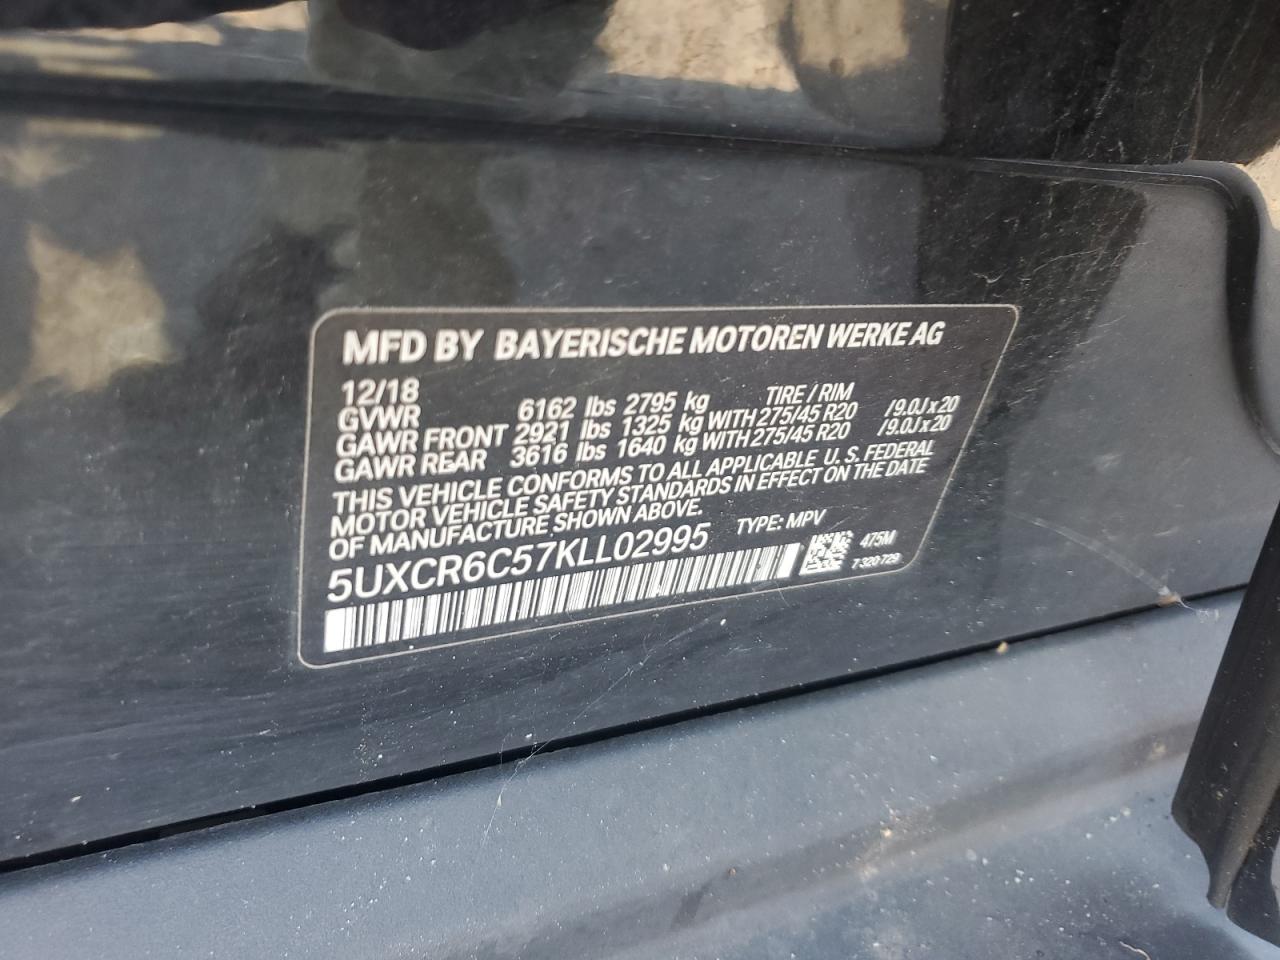 MFD BY BAYERISCHE MOTOREN WERKE AG
12/18 TIRE / RIM
GVWR 6162 lbs 2795 kg
GAWR FRONT 2921 lbs 1325 kg WITH 275/45 R20 /9.0J x 20
GAWR REAR 3616 lbs 1640 kg WITH 275/45 R20 /9.0J x 20
THIS VEHICLE CONFORMS TO ALL APPLICABLE U. S. FEDERAL
MOTOR VEHICLE SAFETY STANDARDS IN EFFECT ON THE DATE
OF MANUFACTURE SHOWN ABOVE.
5UXCR6C57KLL02995 TYPE: MPV
475M
7 320 729